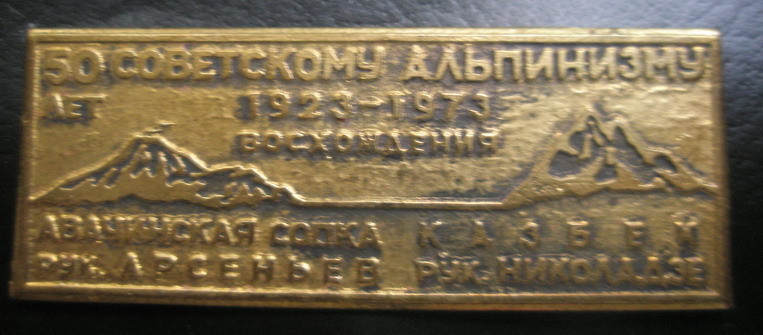 50 СОВЕТСКОМУ АЛЬПИНИЗМУ
ЛЕТ 1923-1973
ВОСХОЖДЕНИЯ
АВАЧИНСКАЯ СОПКА КАЗБЕК
РУК. АРСЕНЬЕВ РУК. НИКОЛАДЗЕ